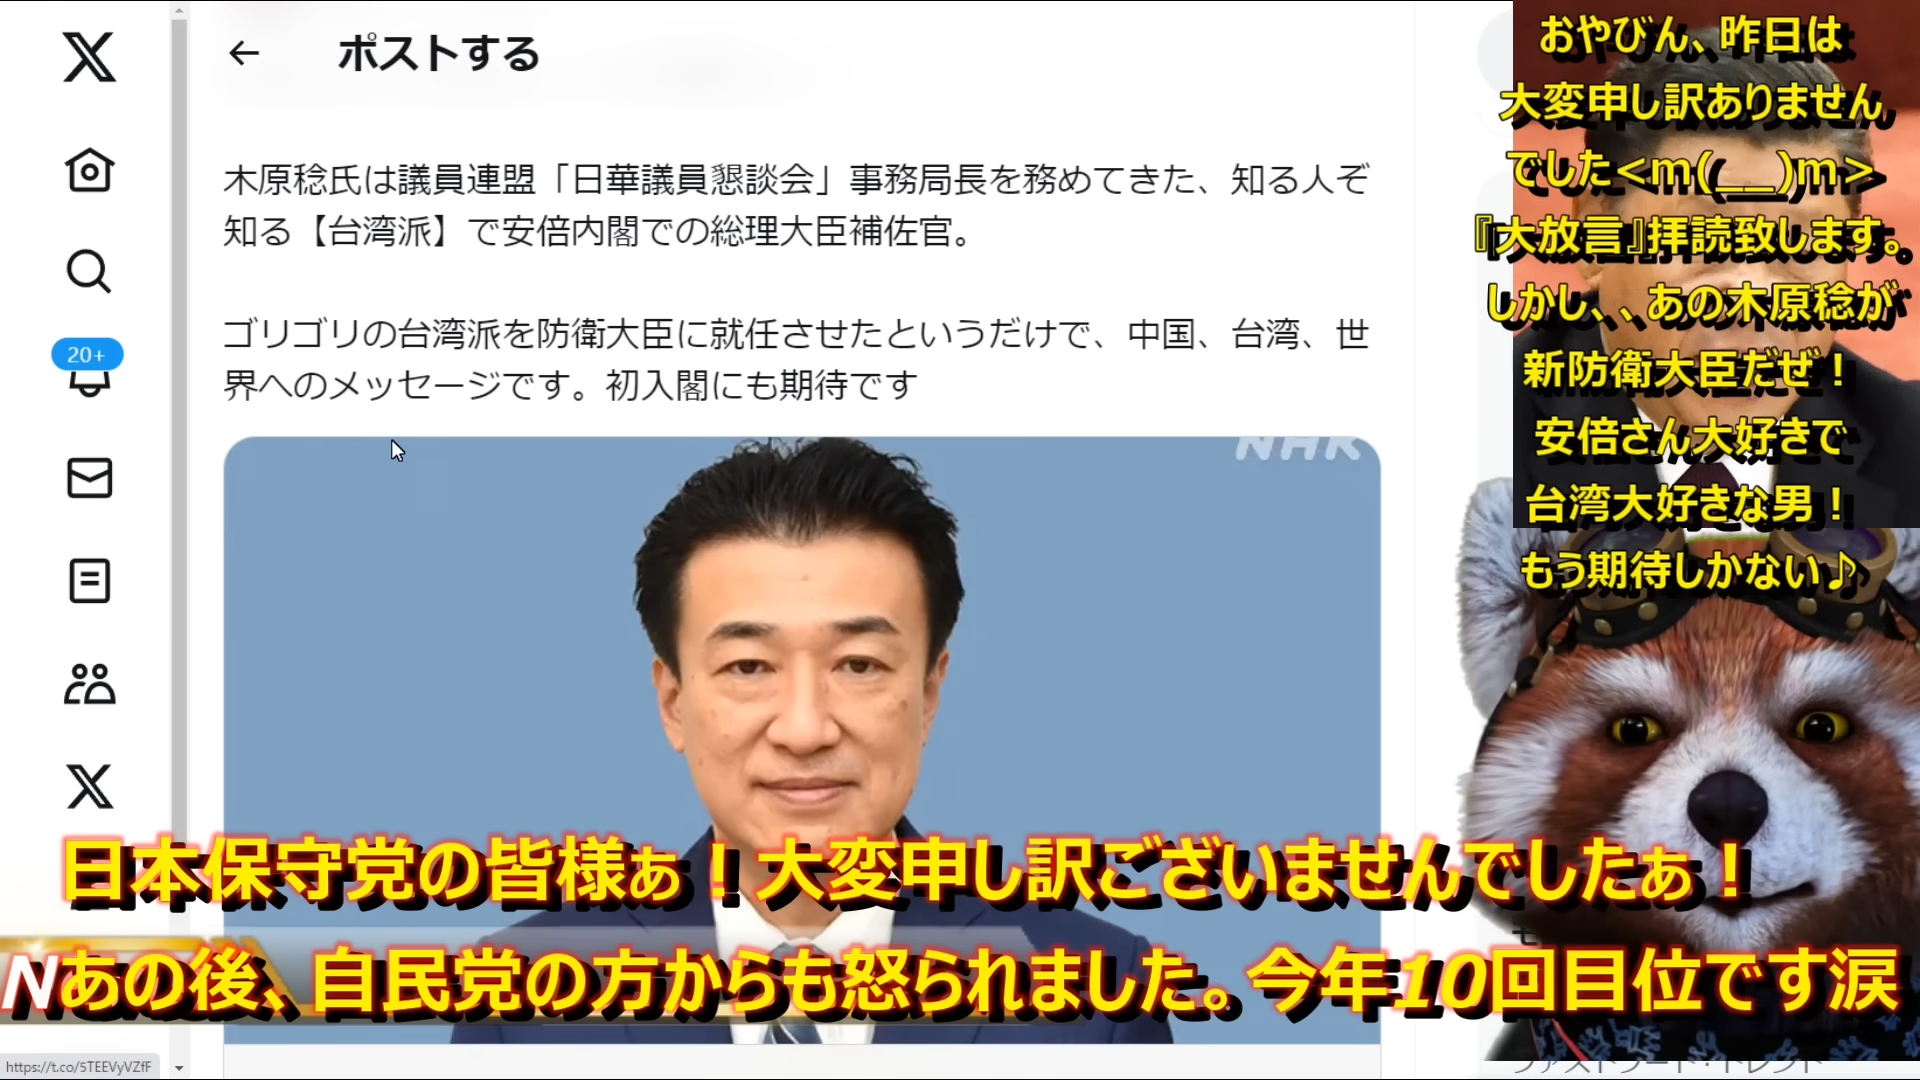 ポストする
木原稔氏は議員連盟「日華議員懇談会」事務局長を務めてきた、知る人ぞ
知る【台湾派】で安倍内閣での総理大臣補佐官。
ゴリゴリの台湾派を防衛大臣に就任させたというだけで、中国、台湾、世
界へのメッセージです。初入閣にも期待です
20+
NHK
おやびん、昨日は
大変申し訳ありません
でした<m(__)m>
『大放言』拝読致します。
しかし、、あの木原稔が
新防衛大臣だぜ！
安倍さん大好きで
台湾大好きな男！
もう期待しかない♪
日本保守党の皆様ぁ！大変申し訳ございませんでしたぁ！
Nあの後、自民党の方からも怒られました。今年10回目位です涙
https://t.co/5TEEVyVZfF
ファストフード・トレンド